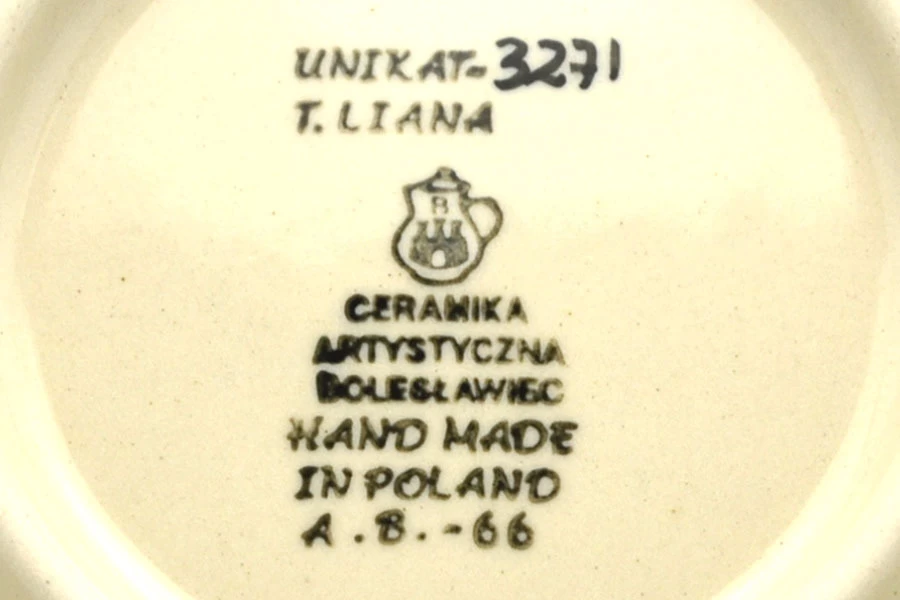 UNIKAT-3271
T. LIANA
B
CERAMIKA
ARTYSTYCZNA
BOLESŁAWIEC
HAND MADE
IN POLAND
A.B.-66